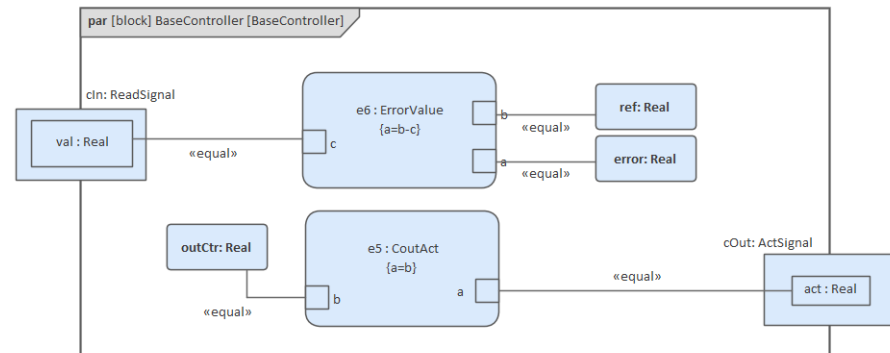 par [block] BaseController [BaseController]
cIn: ReadSignal
val : Real
«equal»
e6 : ErrorValue
{a=b-c}
c
b
a
«equal»
ref: Real
«equal»
error: Real
outCtr: Real
«equal»
e5 : CoutAct
{a=b}
b
a
«equal»
cOut: ActSignal
act : Real